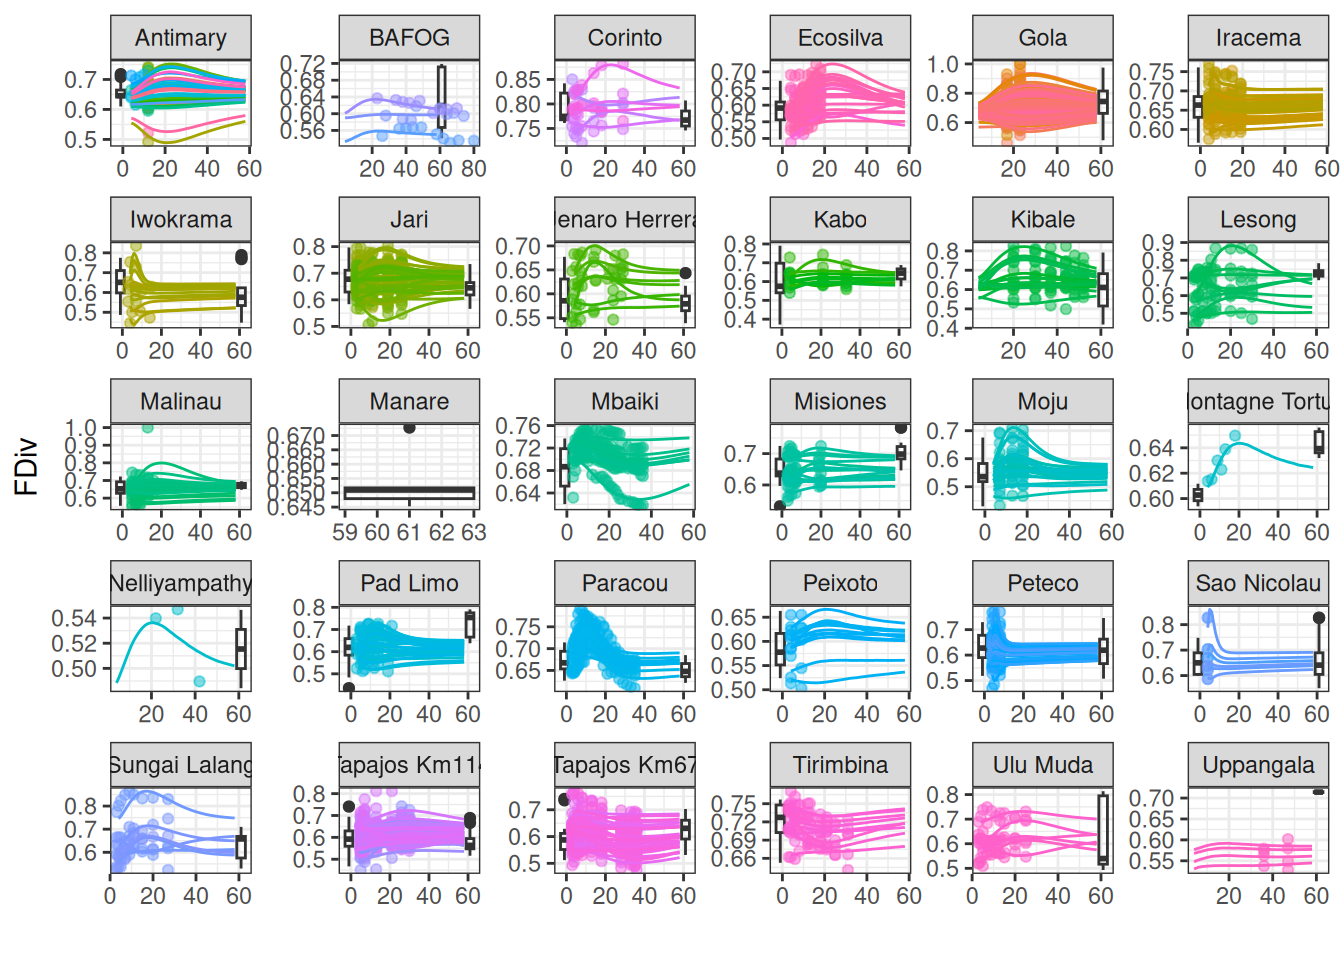 Antimary BAFOG Corinto Ecosilva Gola Iracema
0.7 0.6 0.5
0.72 0.68 0.64 0.60 0.56
0.85 0.80 0.75
0.70 0.65 0.60 0.55 0.50
1.0 0.8 0.6
0.75 0.70 0.65 0.60
0 20 40 60 20 40 60 80 0 20 40 60 0 20 40 60 20 40 60 0 20 40 60
Iwokrama Jari Jenaro Herrera Kabo Kibale Lesong
0.8 0.7 0.6 0.5
0.8 0.7 0.6 0.5
0.70 0.65 0.60 0.55
0.8 0.7 0.6 0.5 0.4
0.8 0.7 0.6 0.5 0.4
0.9 0.8 0.7 0.6 0.5
0 20 40 60 0 20 40 60 0 20 40 60 0 20 40 60 20 40 60 0 20 40 60
Malinau Manare Mbaiki Misiones Moju ontagne Tortu
1.0 0.9 0.8 0.7 0.6
0.670 0.665 0.660 0.655 0.650 0.645
0.76 0.72 0.68 0.64
0.7 0.6
0.7 0.6 0.5
0.64 0.62 0.60
0 20 40 60 59 60 61 62 63 0 20 40 60 0 20 40 60 0 20 40 60 0 20 40 60
FDiv
Nelliyampathy Pad Limo Paracou Peixoto Peteco Sao Nicolau
0.54 0.52 0.50
0.8 0.7 0.6 0.5
0.75 0.70 0.65
0.65 0.60 0.55 0.50
0.7 0.6 0.5
0.8 0.7 0.6
20 40 60 0 20 40 60 0 20 40 60 0 20 40 60 0 20 40 60 0 20 40 60
Sungai Lalang apajos Km114 Tapajos Km67 Tirimbina Ulu Muda Uppangala
0.8 0.7 0.6
0.8 0.7 0.6 0.5
0.7 0.6 0.5
0.75 0.72 0.69 0.66
0.8 0.7 0.6 0.5
0.70 0.65 0.60 0.55
0 20 40 60 0 20 40 60 0 20 40 60 0 20 40 60 0 20 40 60 20 40 60